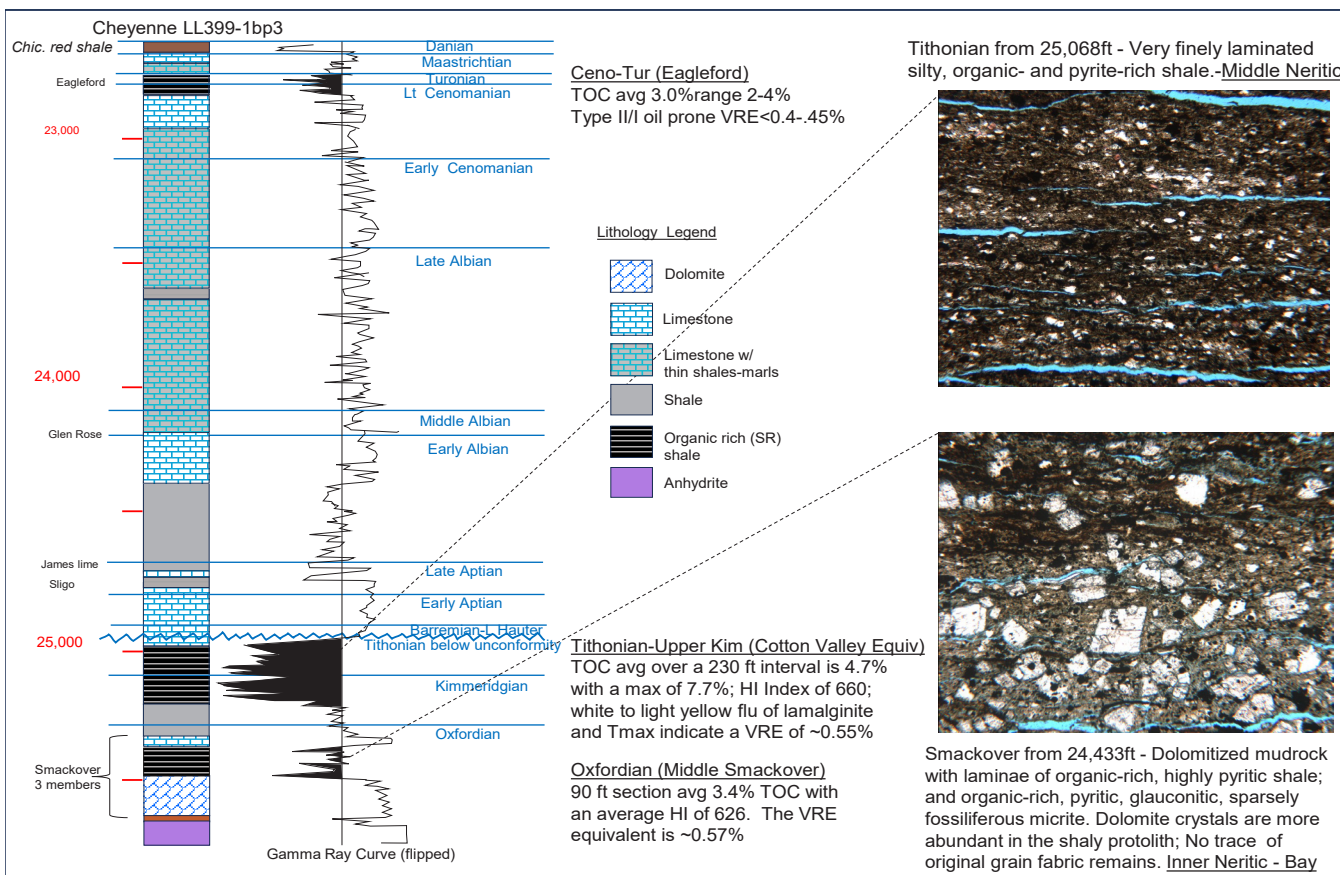 Cheyenne LL399-1bp3
Chic. red shale
Eagleford
23,000
24,000
Glen Rose
James lime
Sligo
25,000
Smackover
3 members
Danian
Maastrichtian
Turonian
Lt Cenomanian
Early Cenomanian
Late Albian
Middle Albian
Early Albian
Late Aptian
Early Aptian
Barremian-L Hauter
Tithonian below unconformity
Kimmeridgian
Oxfordian
Gamma Ray Curve (flipped)
Ceno-Tur (Eagleford)
TOC avg 3.0%range 2-4%
Type II/I oil prone VRE<0.4-.45%
Lithology Legend
Dolomite
Limestone
Limestone w/
thin shales-marls
Shale
Organic rich (SR)
shale
Anhydrite
Tithonian-Upper Kim (Cotton Valley Equiv)
TOC avg over a 230 ft interval is 4.7%
with a max of 7.7%; HI Index of 660;
white to light yellow flu of lamalginite
and Tmax indicate a VRE of ~0.55%
Oxfordian (Middle Smackover)
90 ft section avg 3.4% TOC with
an average HI of 626. The VRE
equivalent is ~0.57%
Tithonian from 25,068ft - Very finely laminated
silty, organic- and pyrite-rich shale.-Middle Neritic
Smackover from 24,433ft - Dolomitized mudrock
with laminae of organic-rich, highly pyritic shale;
and organic-rich, pyritic, glauconitic, sparsely
fossiliferous micrite. Dolomite crystals are more
abundant in the shaly protolith; No trace of
original grain fabric remains. Inner Neritic - Bay